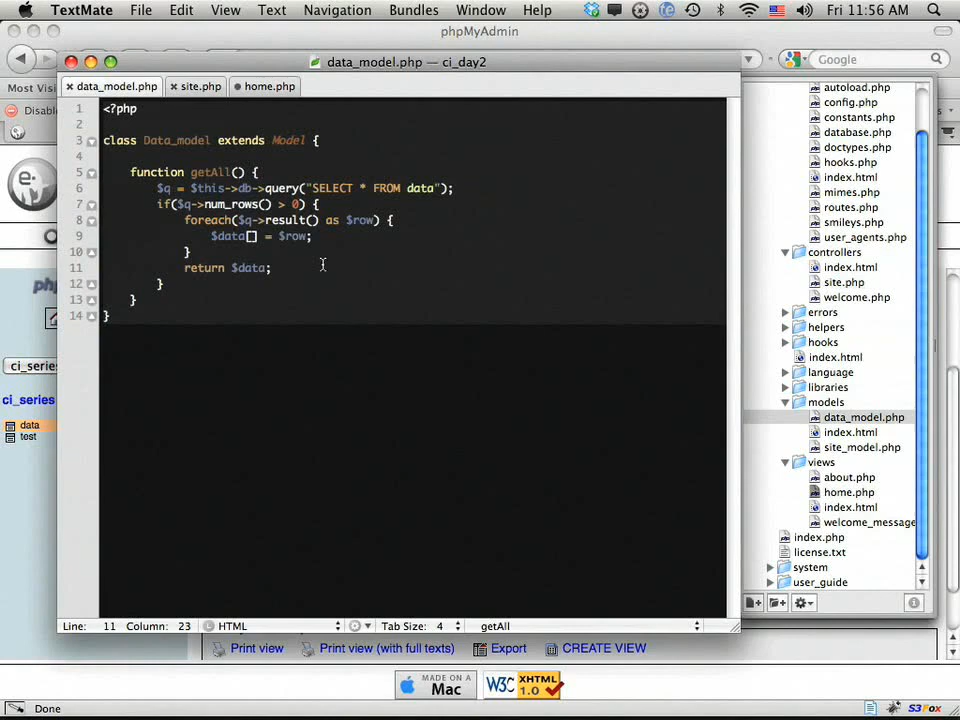 TextMate File Edit View Text Navigation Bundles Window Help Fri 11:56 AM
phpMyAdmin
data_model.php — ci_day2
Google
Most Visi
Disabl
data_model.php site.php home.php
1 <?php
2
3 class Data_model extends Model {
4
5 function getAll() {
6 $q = $this->db->query("SELECT * FROM data");
7 if($q->num_rows() > 0) {
8 foreach($q->result() as $row) {
9 $data[] = $row;
10 }
11 return $data;
12 }
13 }
14 }
autoload.php
config.php
constants.php
database.php
doctypes.php
hooks.php
index.html
mimes.php
routes.php
smileys.php
user_agents.php
controllers
index.html
site.php
welcome.php
errors
helpers
hooks
index.html
language
libraries
models
data_model.php
index.html
site_model.php
views
about.php
home.php
index.html
welcome_message
index.php
license.txt
system
user_guide
e·
php
ci_serie
ci_series
data
test
Line: 11 Column: 23 HTML Tab Size: 4 getAll
Print view Print view (with full texts) Export CREATE VIEW
MADE ON A
Mac
W3C XHTML
1.0
Done S3Fox